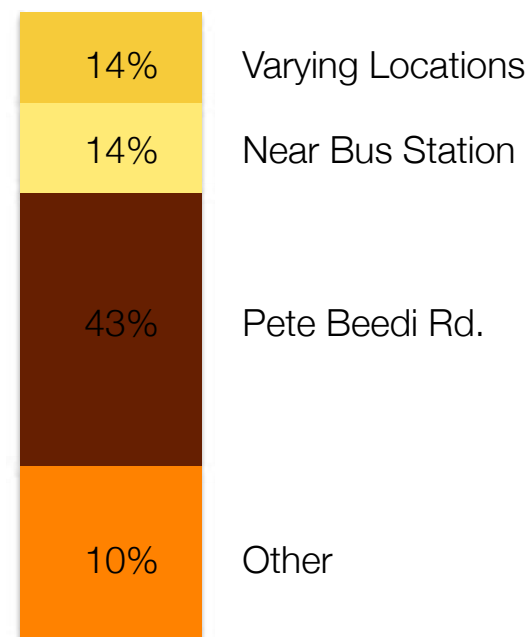 14% Varying Locations
14% Near Bus Station
43% Pete Beedi Rd.
10% Other